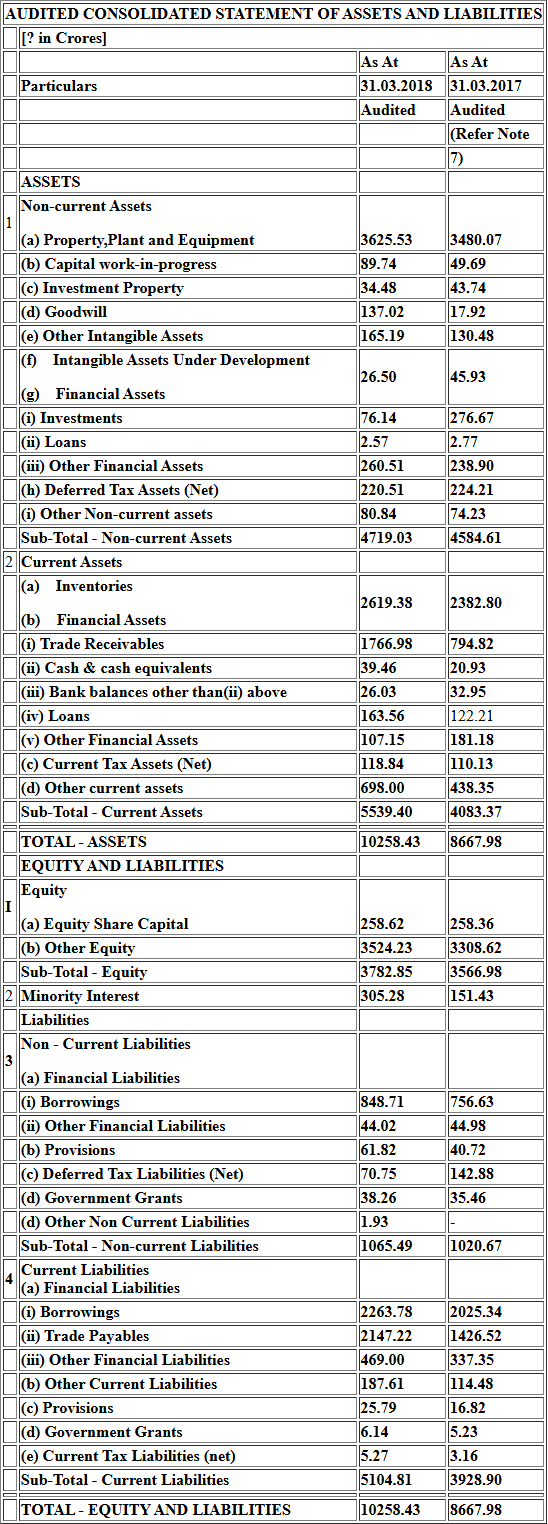 AUDITED CONSOLIDATED STATEMENT OF ASSETS AND LIABILITIES
[? in Crores]
As At As At
Particulars 31.03.2018 31.03.2017
Audited Audited
(Refer Note
7)
ASSETS
1 Non-current Assets
(a) Property,Plant and Equipment 3625.53 3480.07
(b) Capital work-in-progress 89.74 49.69
(c) Investment Property 34.48 43.74
(d) Goodwill 137.02 17.92
(e) Other Intangible Assets 165.19 130.48
(f) Intangible Assets Under Development 26.50 45.93
(g) Financial Assets
(i) Investments 76.14 276.67
(ii) Loans 2.57 2.77
(iii) Other Financial Assets 260.51 238.90
(h) Deferred Tax Assets (Net) 220.51 224.21
(i) Other Non-current assets 80.84 74.23
Sub-Total - Non-current Assets 4719.03 4584.61
2 Current Assets
(a) Inventories 2619.38 2382.80
(b) Financial Assets
(i) Trade Receivables 1766.98 794.82
(ii) Cash & cash equivalents 39.46 20.93
(iii) Bank balances other than(ii) above 26.03 32.95
(iv) Loans 163.56 122.21
(v) Other Financial Assets 107.15 181.18
(c) Current Tax Assets (Net) 118.84 110.13
(d) Other current assets 698.00 438.35
Sub-Total - Current Assets 5539.40 4083.37
TOTAL - ASSETS 10258.43 8667.98
EQUITY AND LIABILITIES
I Equity
(a) Equity Share Capital 258.62 258.36
(b) Other Equity 3524.23 3308.62
Sub-Total - Equity 3782.85 3566.98
2 Minority Interest 305.28 151.43
Liabilities
3 Non - Current Liabilities
(a) Financial Liabilities
(i) Borrowings 848.71 756.63
(ii) Other Financial Liabilities 44.02 44.98
(b) Provisions 61.82 40.72
(c) Deferred Tax Liabilities (Net) 70.75 142.88
(d) Government Grants 38.26 35.46
(d) Other Non Current Liabilities 1.93 -
Sub-Total - Non-current Liabilities 1065.49 1020.67
4 Current Liabilities
(a) Financial Liabilities
(i) Borrowings 2263.78 2025.34
(ii) Trade Payables 2147.22 1426.52
(iii) Other Financial Liabilities 469.00 337.35
(b) Other Current Liabilities 187.61 114.48
(c) Provisions 25.79 16.82
(d) Government Grants 6.14 5.23
(e) Current Tax Liabilities (net) 5.27 3.16
Sub-Total - Current Liabilities 5104.81 3928.90
TOTAL - EQUITY AND LIABILITIES 10258.43 8667.98